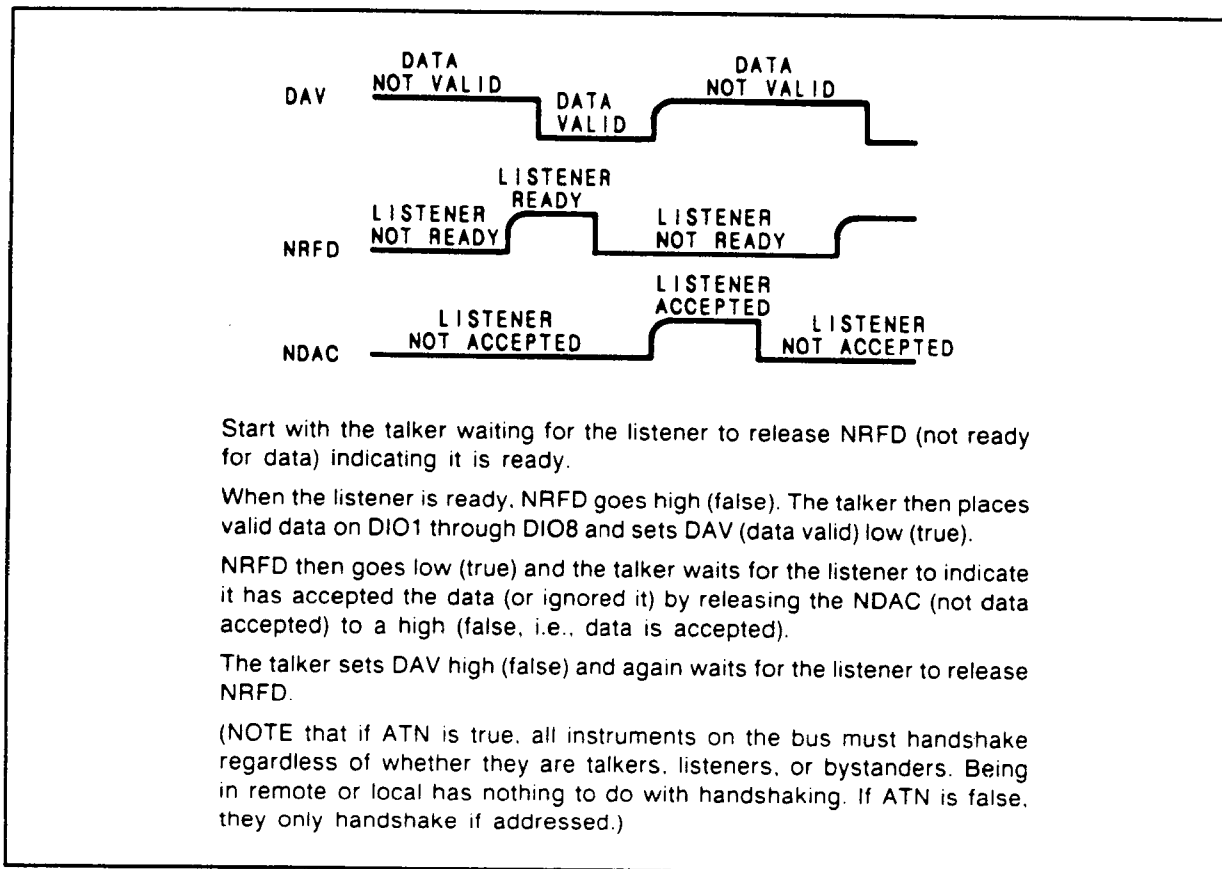 DATA
NOT VALID
DATA
NOT VALID
DAV
DATA
VALID
LISTENER
READY
LISTENER
NOT READY
LISTENER
NOT READY
NRFD
LISTENER
ACCEPTED
LISTENER
NOT ACCEPTED
LISTENER
NOT ACCEPTED
NDAC
Start with the talker waiting for the listener to release NRFD (not ready
for data) indicating it is ready.
When the listener is ready, NRFD goes high (false). The talker then places
valid data on DIO1 through DIO8 and sets DAV (data valid) low (true).
NRFD then goes low (true) and the talker waits for the listener to indicate
it has accepted the data (or ignored it) by releasing the NDAC (not data
accepted) to a high (false, i.e., data is accepted).
The talker sets DAV high (false) and again waits for the listener to release
NRFD.
(NOTE that if ATN is true, all instruments on the bus must handshake
regardless of whether they are talkers, listeners, or bystanders. Being
in remote or local has nothing to do with handshaking. If ATN is false,
they only handshake if addressed.)